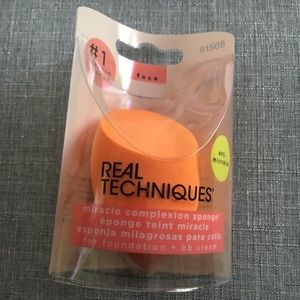 91566
#1
face
anti-
microbial
REAL
TECHNIQUES
miracle complexion sponge
éponge teint miracle
esponja milagrosas para cutis
for foundation + bb cream